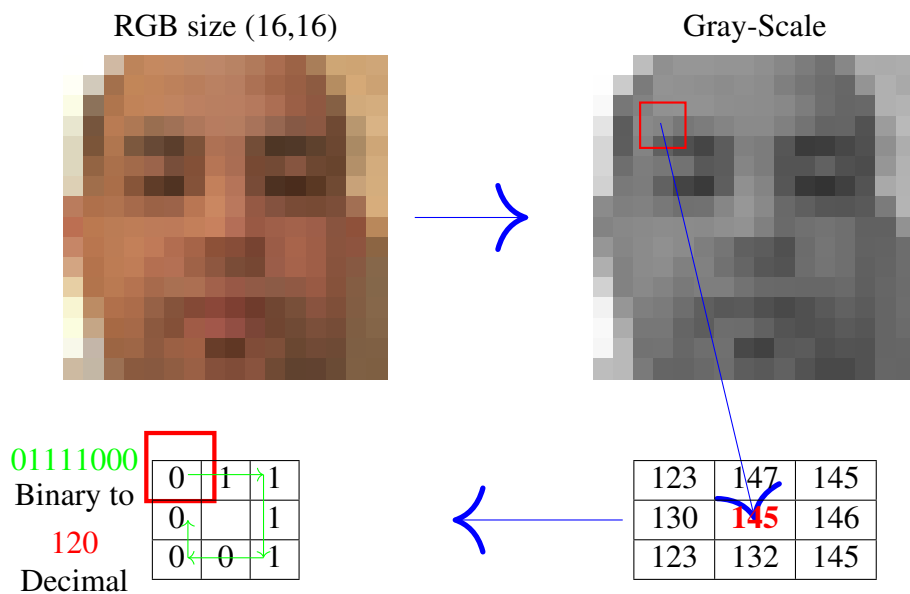 RGB size (16,16)
Gray-Scale
01111000
Binary to
120
Decimal
0 1 1
0 1
0 0 1
123 147 145
130 145 146
123 132 145